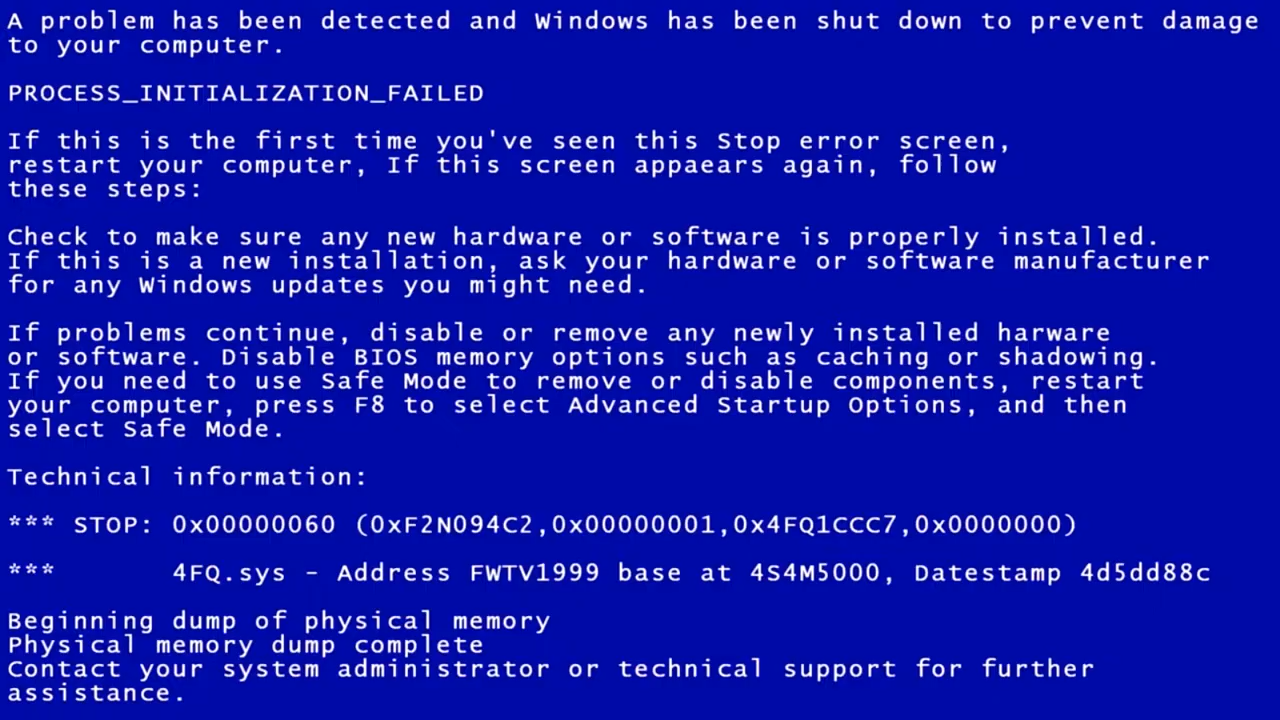 A problem has been detected and Windows has been shut down to prevent damage
to your computer.
PROCESS_INITIALIZATION_FAILED
If this is the first time you've seen this Stop error screen,
restart your computer, If this screen appaears again, follow
these steps:
Check to make sure any new hardware or software is properly installed.
If this is a new installation, ask your hardware or software manufacturer
for any Windows updates you might need.
If problems continue, disable or remove any newly installed harware
or software. Disable BIOS memory options such as caching or shadowing.
If you need to use Safe Mode to remove or disable components, restart
your computer, press F8 to select Advanced Startup Options, and then
select Safe Mode.
Technical information:
*** STOP: 0x00000060 (0xF2N094C2,0x00000001,0x4FQ1CCC7,0x0000000)
*** 4FQ.sys - Address FWTV1999 base at 4S4M5000, Datestamp 4d5dd88c
Beginning dump of physical memory
Physical memory dump complete
Contact your system administrator or technical support for further
assistance.